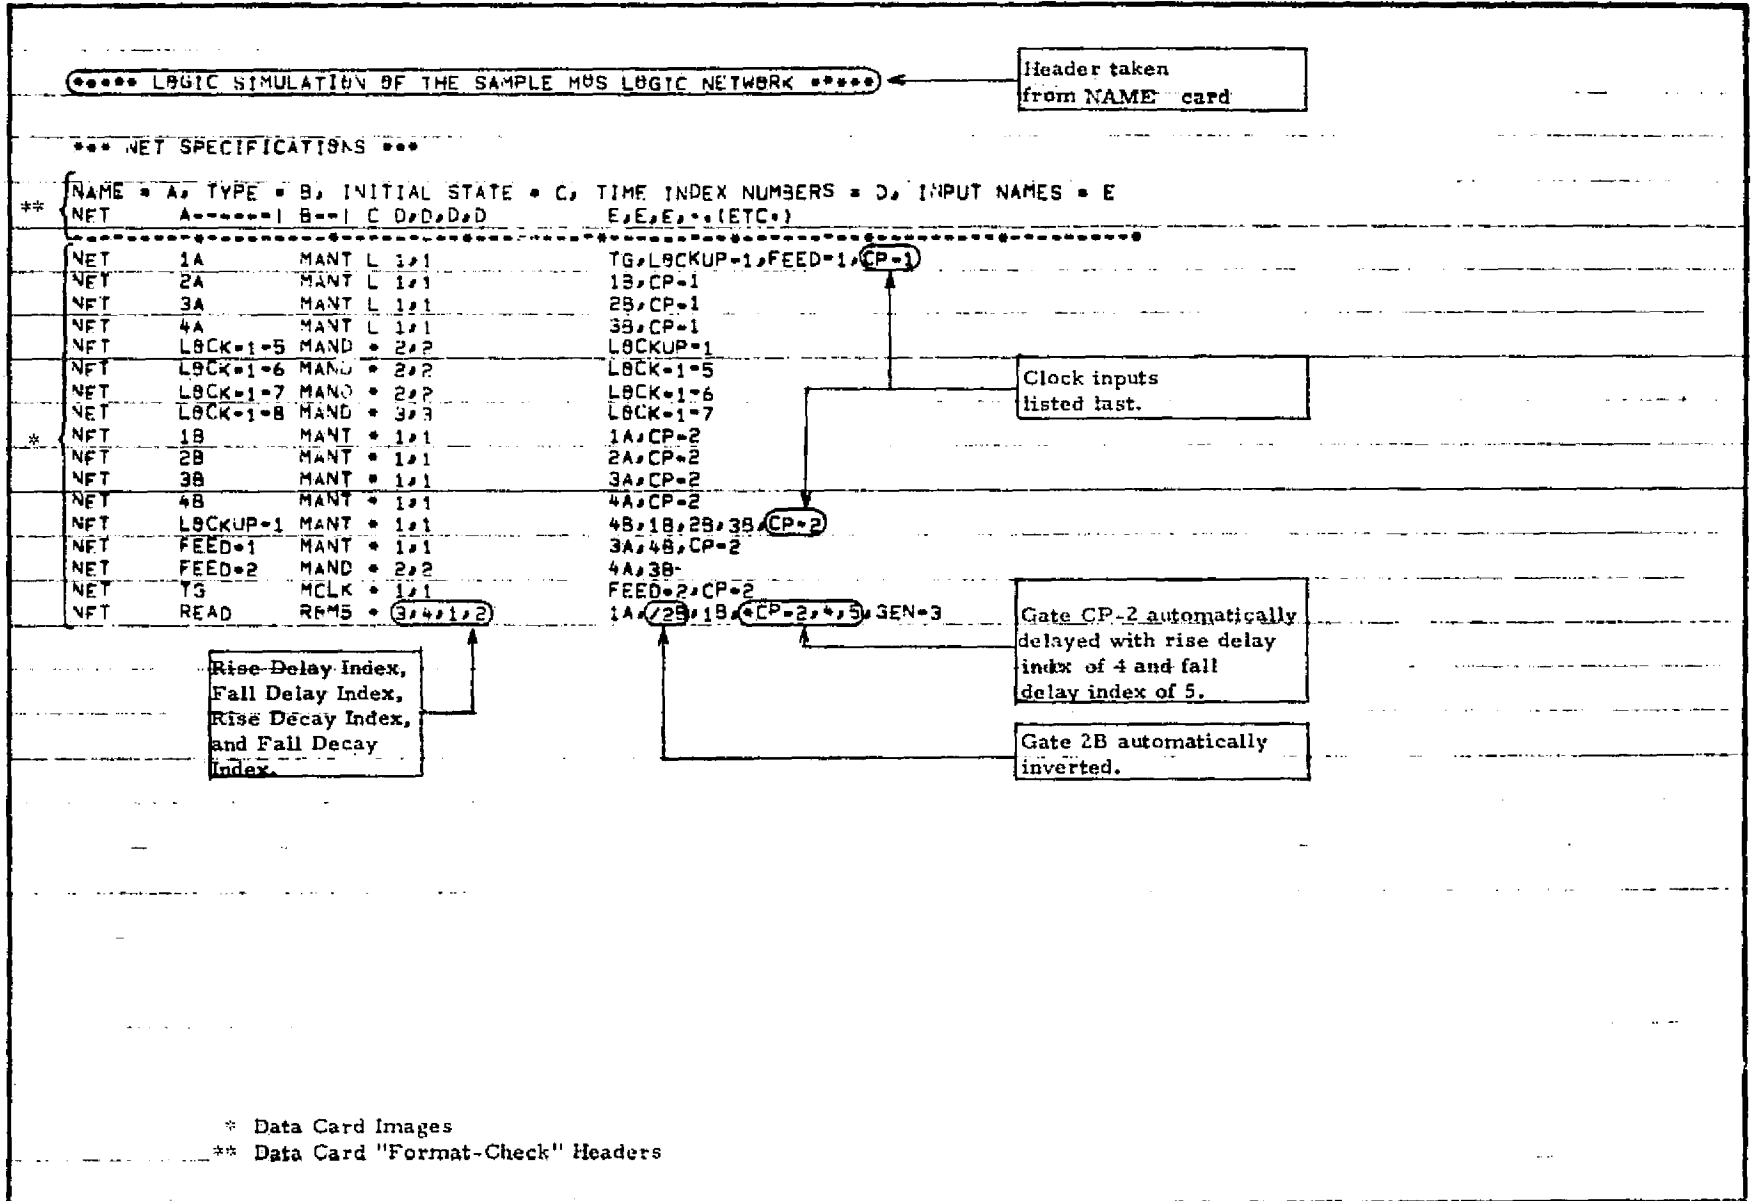 ***** LOGIC SIMULATION OF THE SAMPLE MOS LOGIC NETWORK *****
Header taken
from NAME card
*** NET SPECIFICATIONS ***
NAME = A, TYPE = B, INITIAL STATE = C, TIME INDEX NUMBERS = D, INPUT NAMES = E
** NET A------| B--| C D,D,D,D E,E,E,..(ETC.)
NET 1A MANT L 1,1 TG,LOCKUP-1,FEED-1,CP-1
NET 2A MANT L 1,1 1B,CP-1
NET 3A MANT L 1,1 2B,CP-1
NET 4A MANT L 1,1 3B,CP-1
NET LOCK-1-5 MAND * 2,2 LOCKUP-1
NET LOCK-1-6 MAND * 2,2 LOCK-1-5
NET LOCK-1-7 MAND * 2,2 LOCK-1-6
NET LOCK-1-8 MAND * 3,3 LOCK-1-7
* NET 1B MANT * 1,1 1A,CP-2
NET 2B MANT * 1,1 2A,CP-2
NET 3B MANT * 1,1 3A,CP-2
NET 4B MANT * 1,1 4A,CP-2
NET LOCKUP-1 MANT * 1,1 4B,1B,2B,3B,CP-2
NET FEED-1 MANT * 1,1 3A,4B,CP-2
NET FEED-2 MAND * 2,2 4A,3B
NET TG MCLK * 1,1 FEED-2,CP-2
NET READ RPMS * 3,4,1,2 1A,/2B,1B,*CP-2,4,5,GEN-3
Clock inputs
listed last.
Gate CP-2 automatically
delayed with rise delay
index of 4 and fall
delay index of 5.
Rise Delay Index,
Fall Delay Index,
Rise Decay Index,
and Fall Decay
Index.
Gate 2B automatically
inverted.
* Data Card Images
** Data Card "Format-Check" Headers